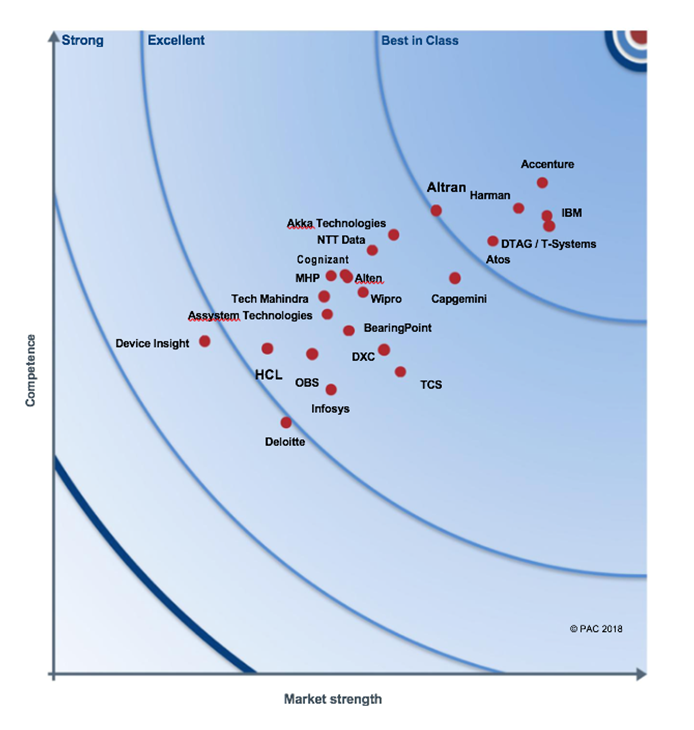 Strong
Excellent
Best in Class
Accenture
Altran
Harman
IBM
Akka Technologies
NTT Data
DTAG / T-Systems
Atos
Cognizant
MHP
Alten
Tech Mahindra
Wipro
Capgemini
Assystem Technologies
BearingPoint
Device Insight
DXC
HCL
OBS
TCS
Infosys
Deloitte
Competence
© PAC 2018
Market strength